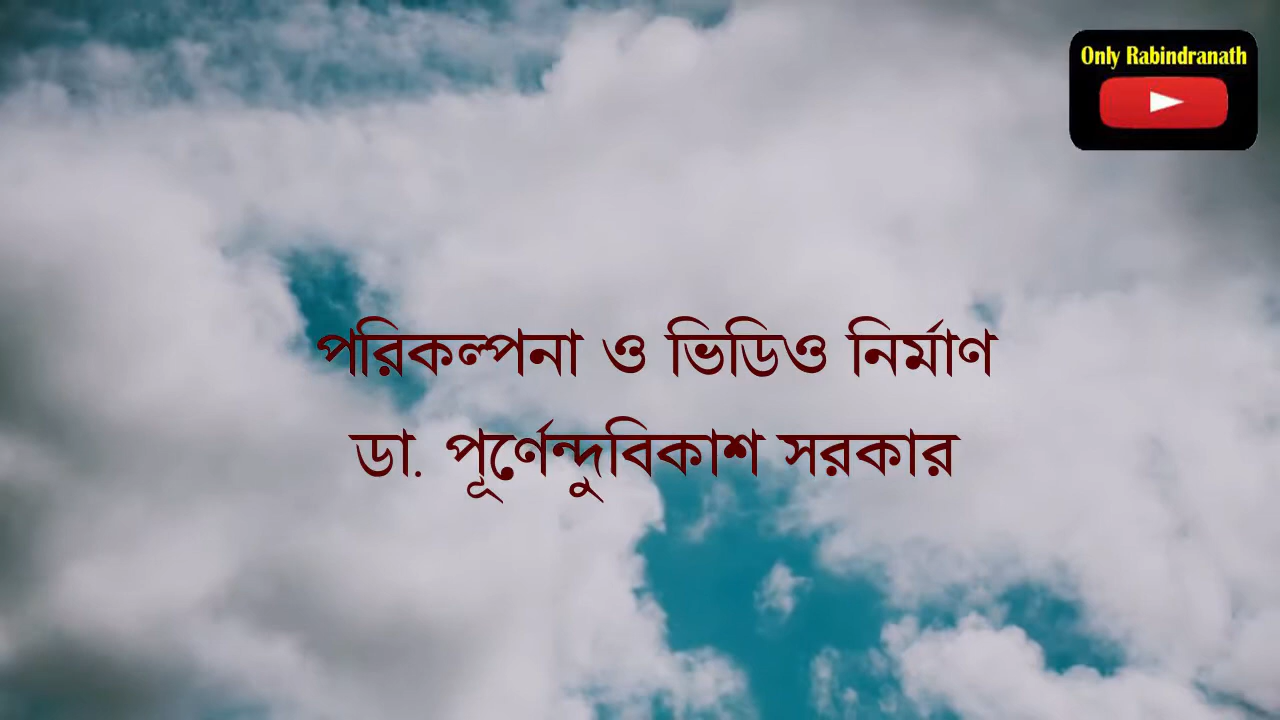 Only Rabindranath
পরিকল্পনা ও ভিডিও নির্মাণ
ডা. পূর্ণেন্দুবিকাশ সরকার